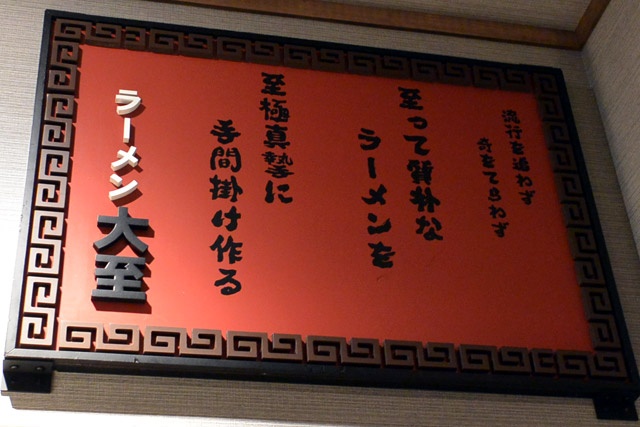 流行を追わず
奇をてらわず
至って質朴な
ラーメンを
至極真摯に
手間掛け作る
ラーメン大至